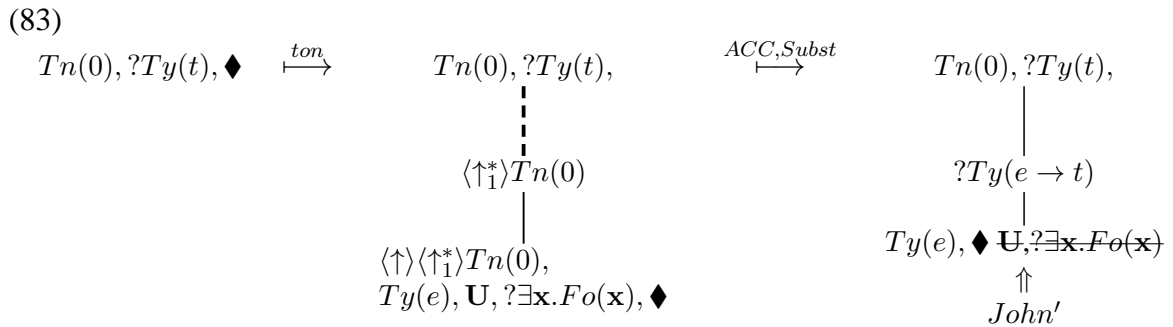 (83)
Tn(0), ?Ty(t), ♦ ⟼ton Tn(0), ?Ty(t), ⟼ACC,Subst Tn(0), ?Ty(t),
⟨↑*₁⟩Tn(0) ?Ty(e → t)
⟨↑⟩⟨↑*₁⟩Tn(0), Ty(e), ♦ U,?∃x.Fo(x)
Ty(e), U, ?∃x.Fo(x), ♦ ⇑
John′